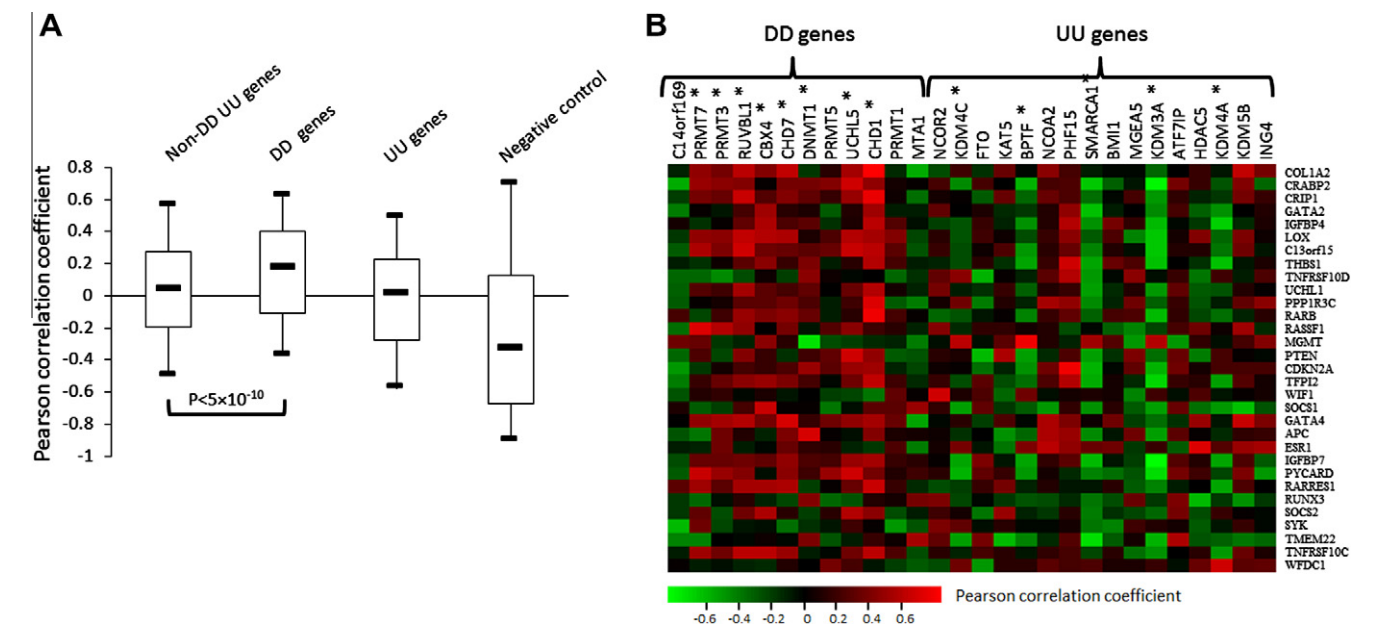 A
Non-DD UU genes
DD genes
UU genes
Negative control
Pearson correlation coefficient
0.8
0.6
0.4
0.2
0
-0.2
-0.4
-0.6
-0.8
-1
P<5×10⁻¹⁰
B
DD genes
UU genes
C14orf169
PRMT7 *
PRMT3 *
RUVBL1 *
CBX4 *
CHD7 *
DNMT1 *
PRMT5
UCHL5 *
CHD1 *
PRMT1
MTA1
NCOR2
KDM4C *
FTO
KAT5
BPTF *
NCOA2
PHF15
SMARCA1 *
BMI1
MGEA5
KDM3A *
ATF7IP
HDAC5
KDM4A *
KDM5B
ING4
COL1A2
CRABP2
CRIP1
GATA2
IGFBP4
LOX
C13orf15
THBS1
TNFRSF10D
UCHL1
PPP1R3C
RARB
RASSF1
MGMT
PTEN
CDKN2A
TFPI2
WIF1
SOCS1
GATA4
APC
ESR1
IGFBP7
PYCARD
RARRES1
RUNX3
SOCS2
SYK
TMEM22
TNFRSF10C
WFDC1
Pearson correlation coefficient
-0.6 -0.4 -0.2 0 0.2 0.4 0.6